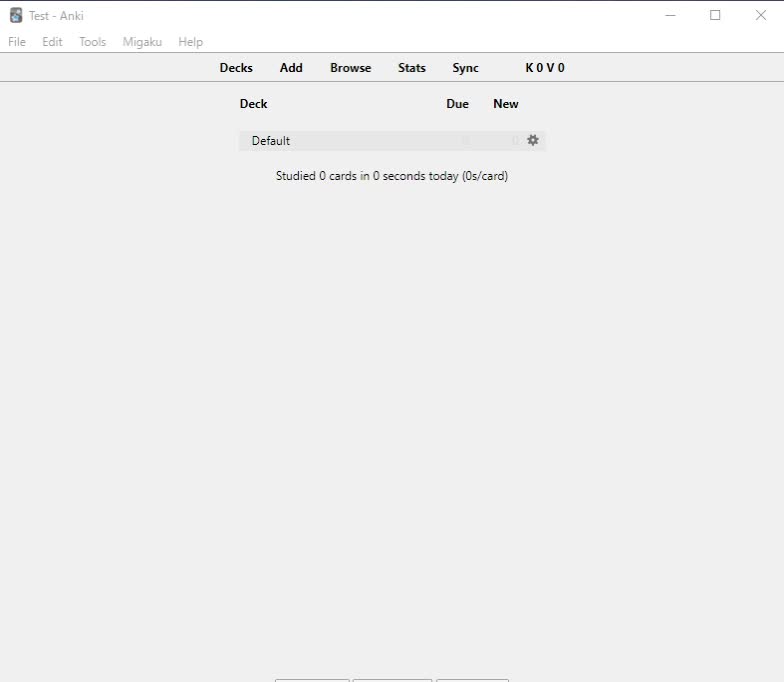 Test - Anki
File Edit Tools Migaku Help
Decks Add Browse Stats Sync K 0 V 0
Deck Due New
Default 0 0
Studied 0 cards in 0 seconds today (0s/card)